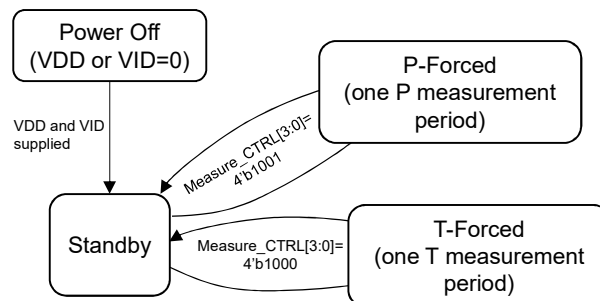 Power Off
(VDD or VID=0)
VDD and VID
supplied
P-Forced
(one P measurement
period)
Measure_CTRL[3:0]=
4'b1001
Standby
Measure_CTRL[3:0]=
4'b1000
T-Forced
(one T measurement
period)